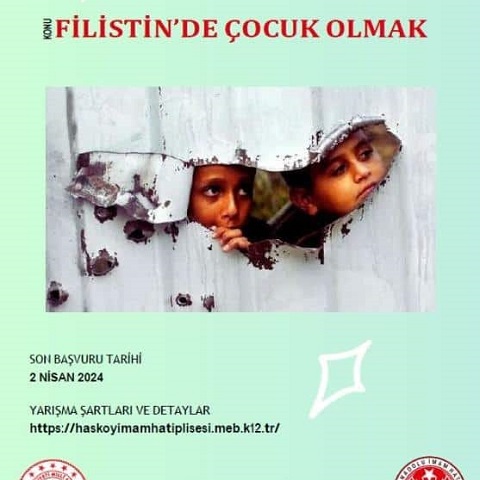 KONU
FİLİSTİN'DE ÇOCUK OLMAK
SON BAŞVURU TARİHİ
2 NİSAN 2024
YARIŞMA ŞARTLARI VE DETAYLAR
https://haskoyimamhatiplisesi.meb.k12.tr/